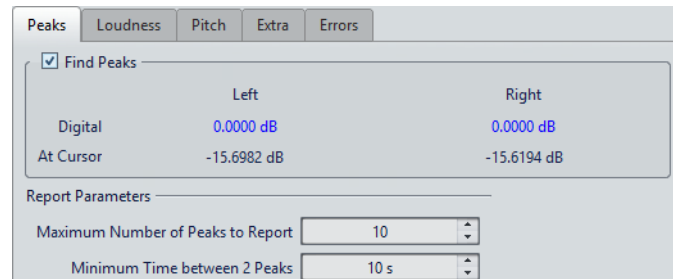 Peaks Loudness Pitch Extra Errors
Find Peaks
Left Right
Digital 0.0000 dB 0.0000 dB
At Cursor -15.6982 dB -15.6194 dB
Report Parameters
Maximum Number of Peaks to Report 10
Minimum Time between 2 Peaks 10 s